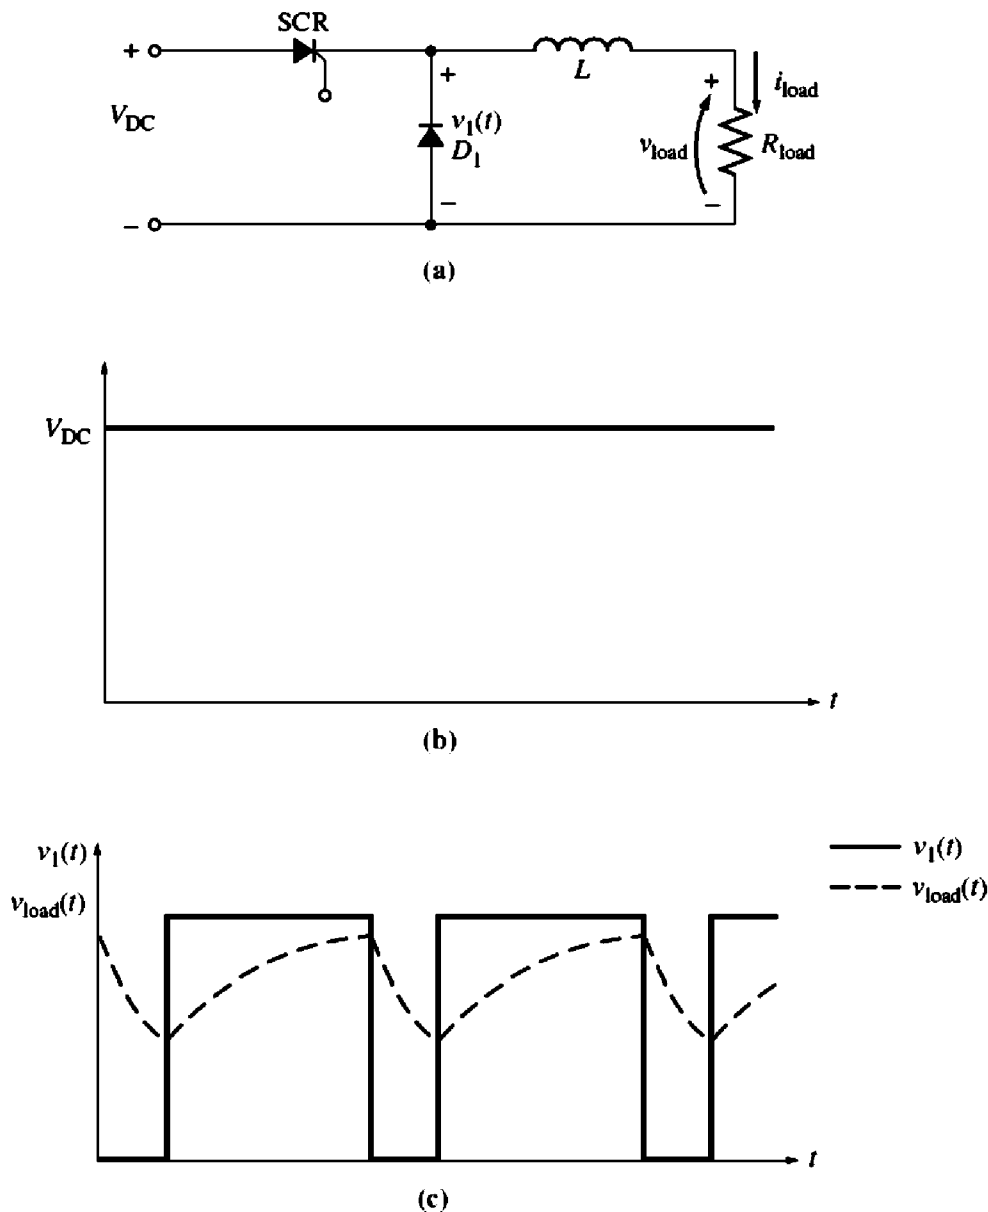 SCR
+
V_DC
–
+
v_1(t)
D_1
–
L
+
v_load
–
i_load
R_load
(a)
V_DC
t
(b)
v_1(t)
v_load(t)
v_1(t)
v_load(t)
t
(c)